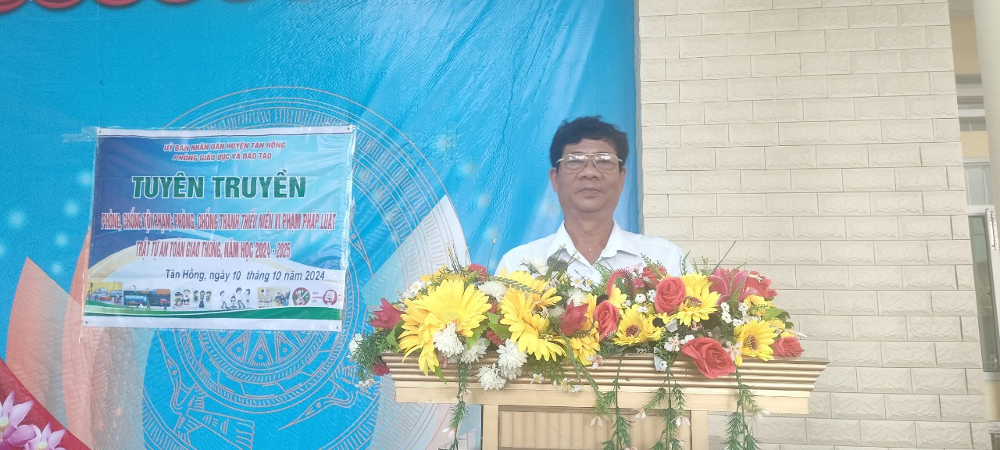 ỦY BAN NHÂN DÂN HUYỆN TÂN HỒNG
PHÒNG GIÁO DỤC VÀ ĐÀO TẠO
TUYÊN TRUYỀN
PHÒNG, CHỐNG TỘI PHẠM; PHÒNG, CHỐNG THANH THIẾU NIÊN VI PHẠM PHÁP LUẬT
TRẬT TỰ AN TOÀN GIAO THÔNG, NĂM HỌC 2024 - 2025
Tân Hồng, ngày 10 tháng 10 năm 2024